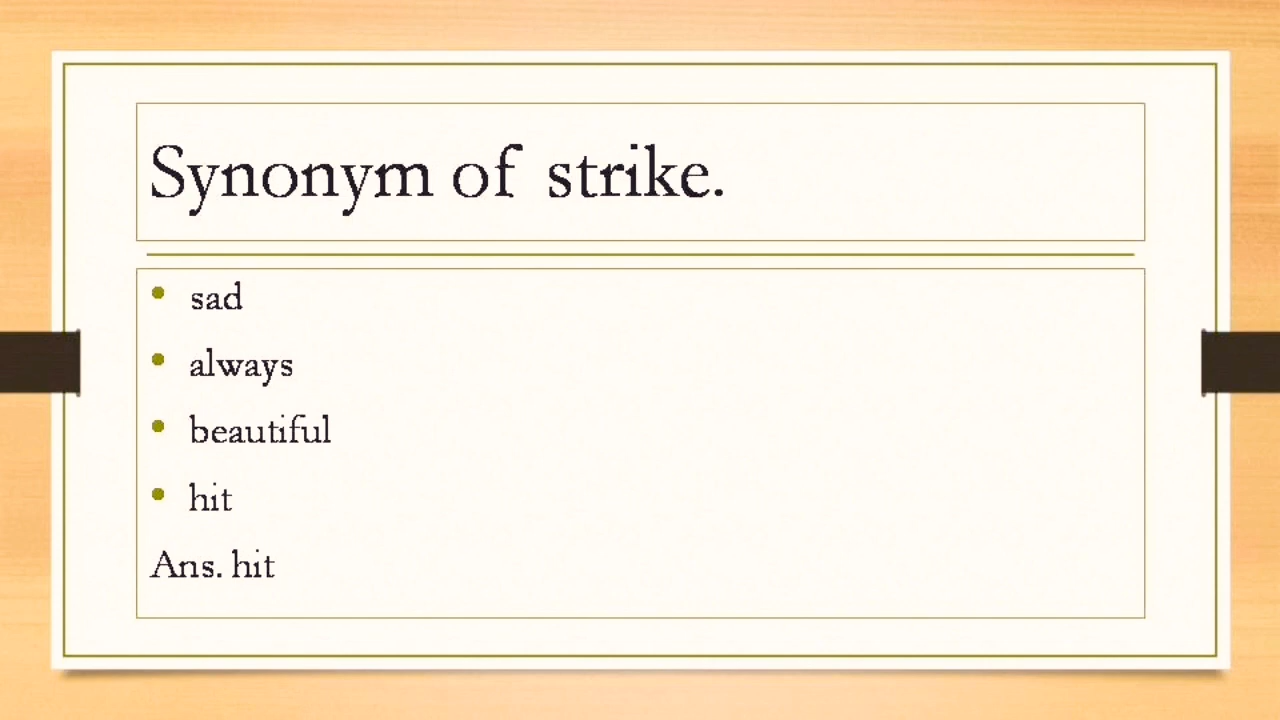 Synonym of strike.
• sad
• always
• beautiful
• hit
Ans. hit